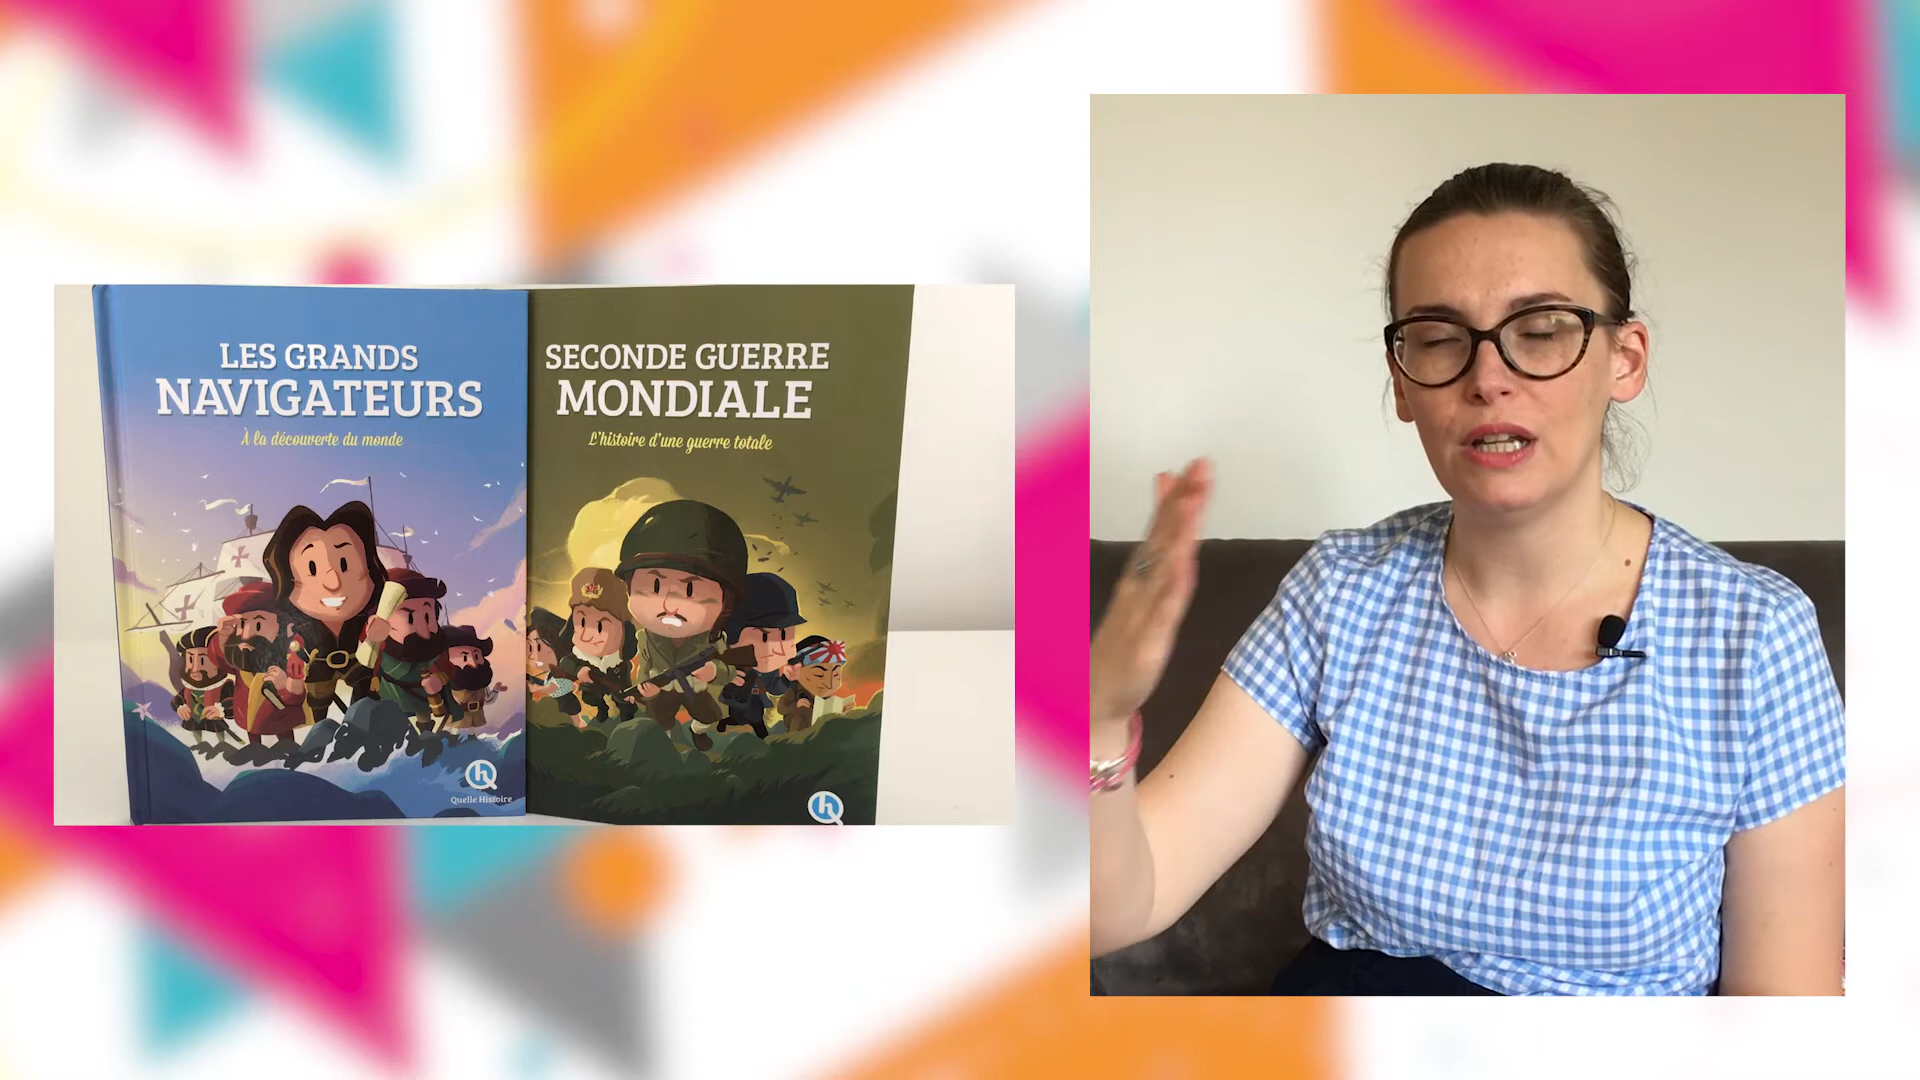 LES GRANDS
NAVIGATEURS
À la découverte du monde
Quelle Histoire
SECONDE GUERRE
MONDIALE
L'histoire d'une guerre totale